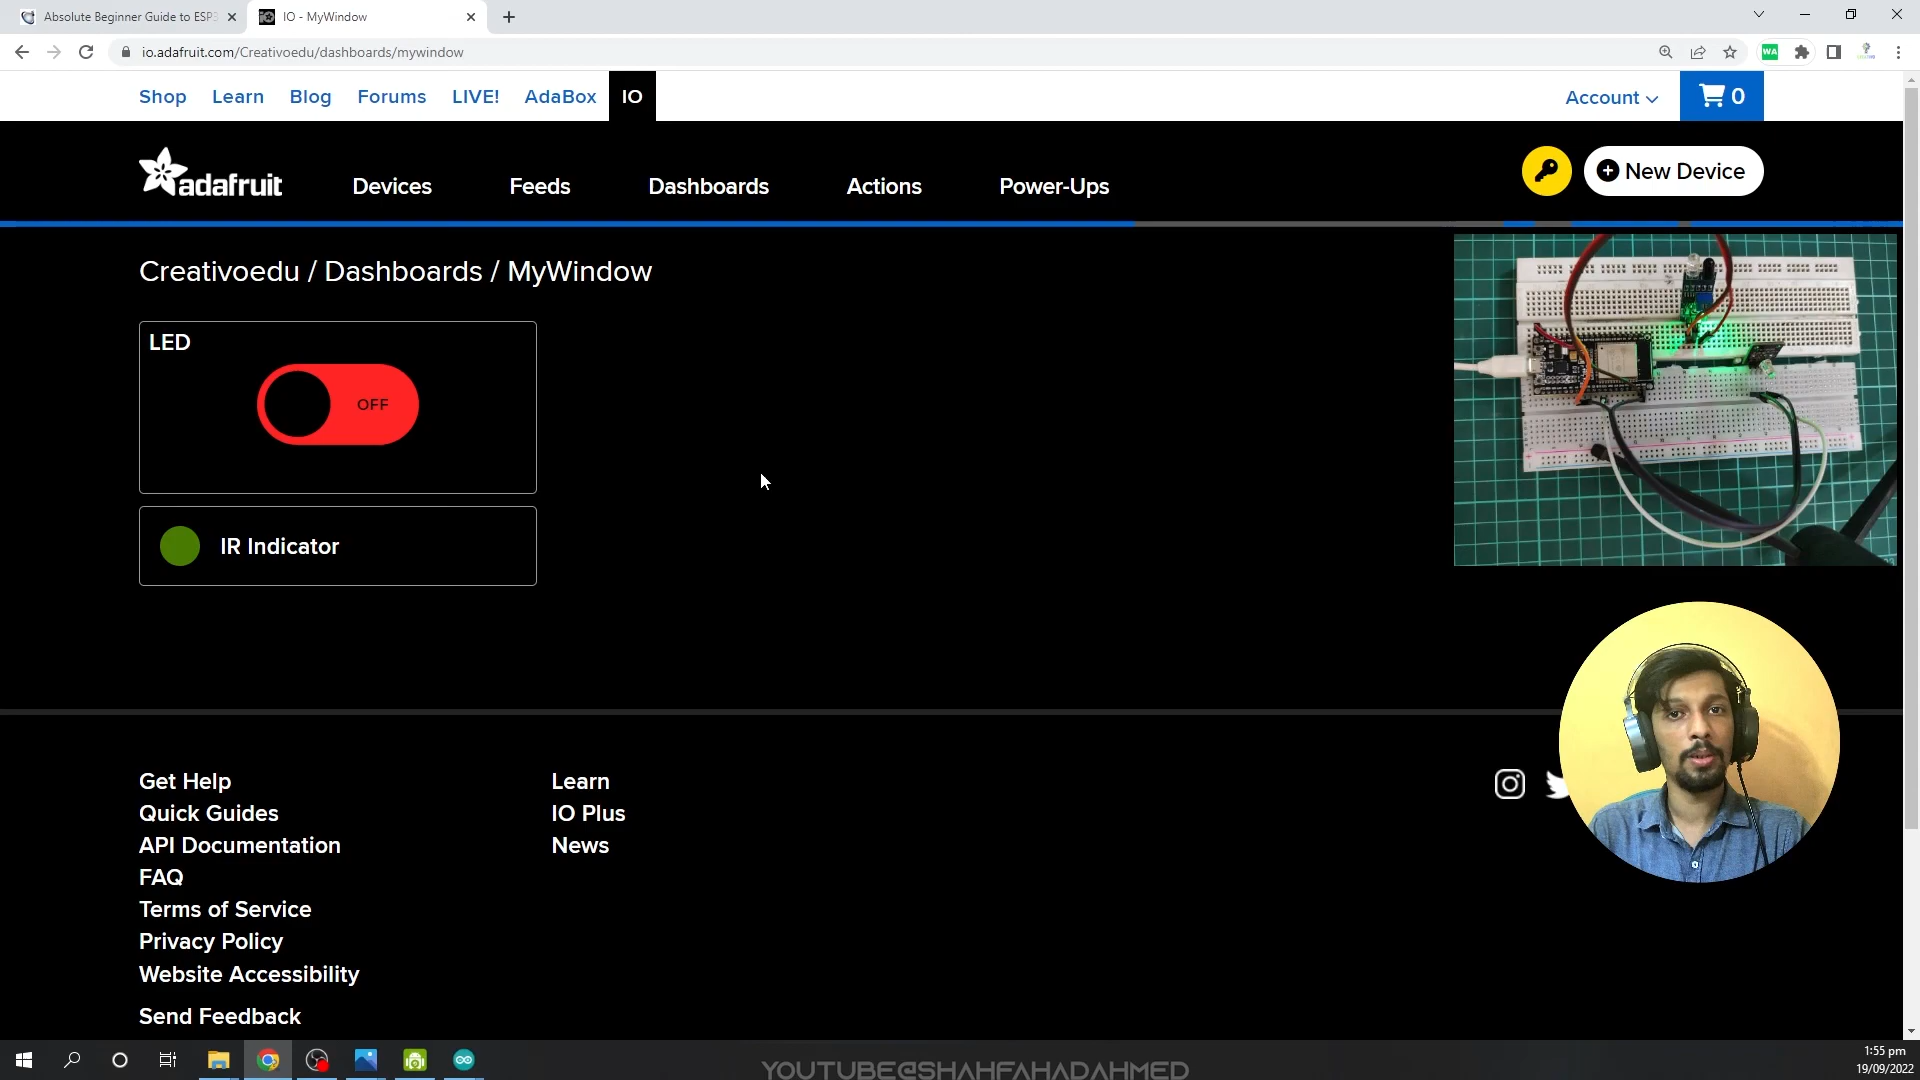 Absolute Beginner Guide to ESP3
IO - MyWindow
io.adafruit.com/Creativoedu/dashboards/mywindow
WA
Shop Learn Blog Forums LIVE! AdaBox IO
Account
0
adafruit
Devices Feeds Dashboards Actions Power-Ups
New Device
Creativoedu / Dashboards / MyWindow
LED
OFF
IR Indicator
Get Help
Quick Guides
API Documentation
FAQ
Terms of Service
Privacy Policy
Website Accessibility
Send Feedback
Learn
IO Plus
News
YOUTUBE@SHAHFAHADAHMED
1:55 pm
19/09/2022